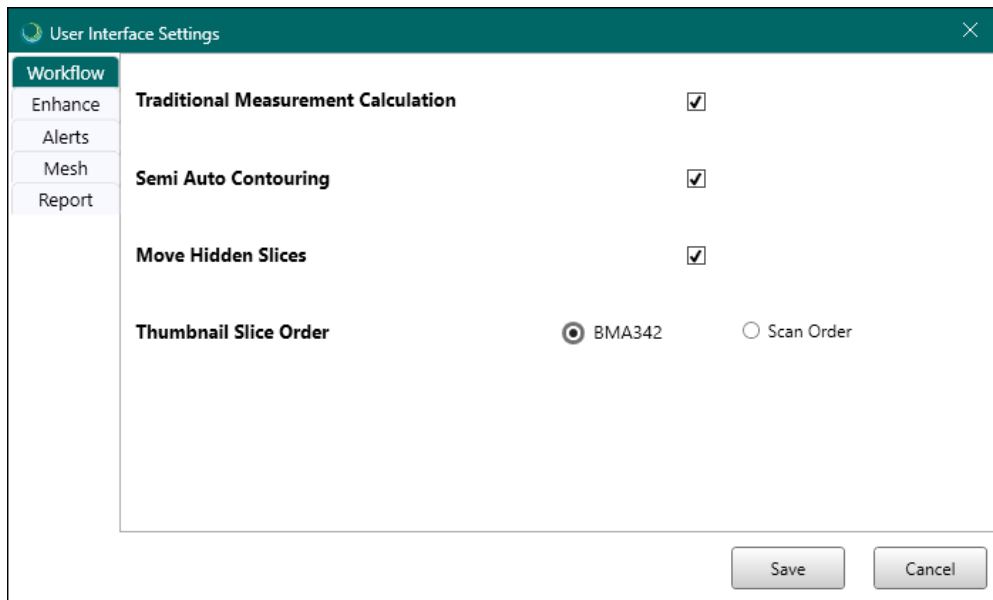 User Interface Settings
Workflow
Enhance
Alerts
Mesh
Report
Traditional Measurement Calculation
Semi Auto Contouring
Move Hidden Slices
Thumbnail Slice Order BMA342 Scan Order
Save Cancel